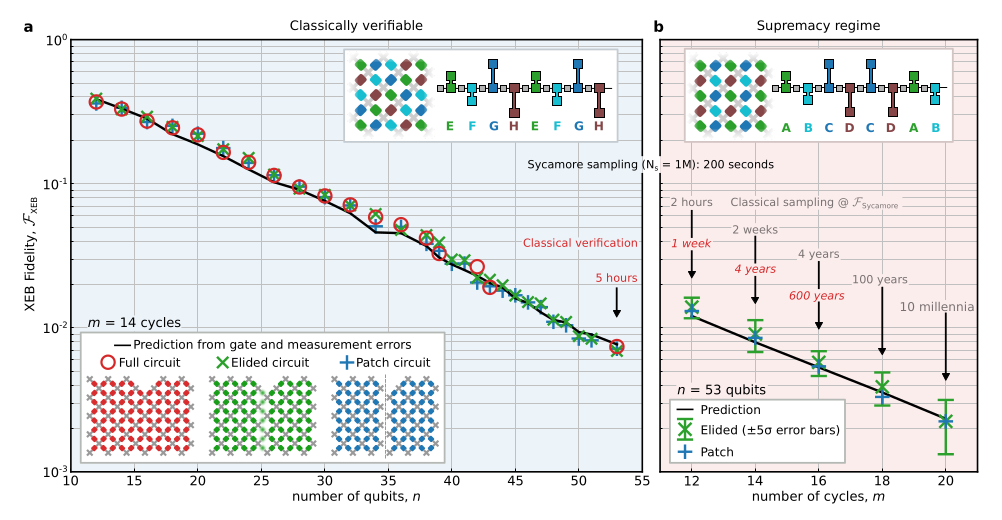 a
Classically verifiable
b
Supremacy regime
XEB Fidelity, ℱ_XEB
10⁰
10⁻¹
10⁻²
10⁻³
E F G H E F G H
A B C D C D A B
Sycamore sampling (Nₛ = 1M): 200 seconds
Classical sampling @ ℱ_Sycamore
2 hours
1 week
2 weeks
4 years
4 years
600 years
100 years
10 millennia
Classical verification
5 hours
m = 14 cycles
Prediction from gate and measurement errors
Full circuit Elided circuit Patch circuit
n = 53 qubits
Prediction
Elided (±5σ error bars)
Patch
10 15 20 25 30 35 40 45 50 55
number of qubits, n
12 14 16 18 20
number of cycles, m